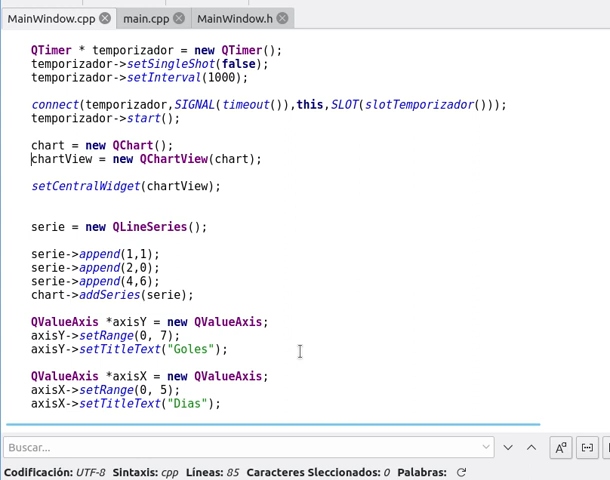 MainWindow.cpp main.cpp MainWindow.h
QTimer * temporizador = new QTimer();
temporizador->setSingleShot(false);
temporizador->setInterval(1000);
connect(temporizador,SIGNAL(timeout()),this,SLOT(slotTemporizador()));
temporizador->start();
chart = new QChart();
chartView = new QChartView(chart);
setCentralWidget(chartView);
serie = new QLineSeries();
serie->append(1,1);
serie->append(2,0);
serie->append(4,6);
chart->addSeries(serie);
QValueAxis *axisY = new QValueAxis;
axisY->setRange(0, 7);
axisY->setTitleText("Goles");
QValueAxis *axisX = new QValueAxis;
axisX->setRange(0, 5);
axisX->setTitleText("Dias");
Buscar...
Codificación: UTF-8 Sintaxis: cpp Líneas: 85 Caracteres Sleccionados: 0 Palabras: